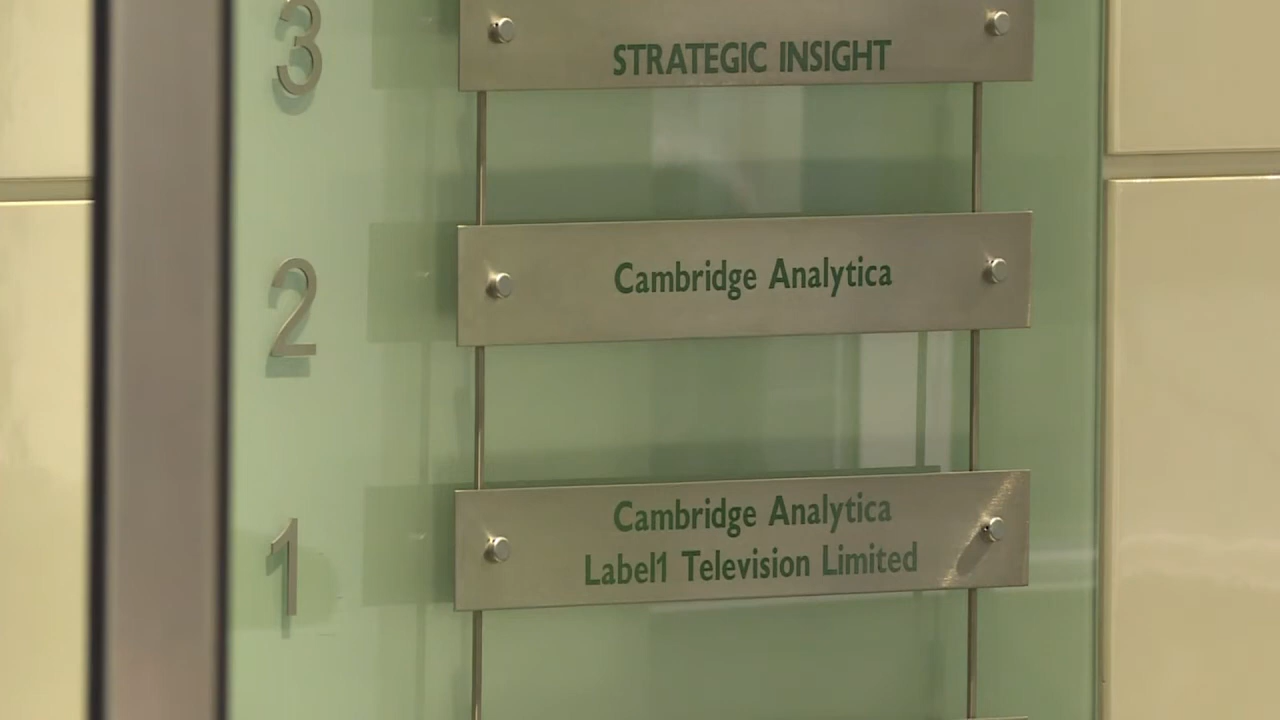 3
STRATEGIC INSIGHT
2
Cambridge Analytica
1
Cambridge Analytica
Label1 Television Limited